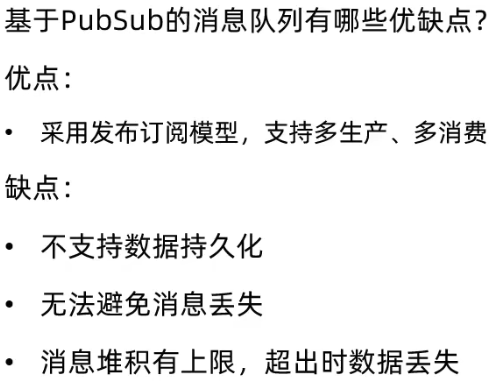 基于PubSub的消息队列有哪些优缺点?
优点：
• 采用发布订阅模型，支持多生产、多消费
缺点：
• 不支持数据持久化
• 无法避免消息丢失
• 消息堆积有上限，超出时数据丢失